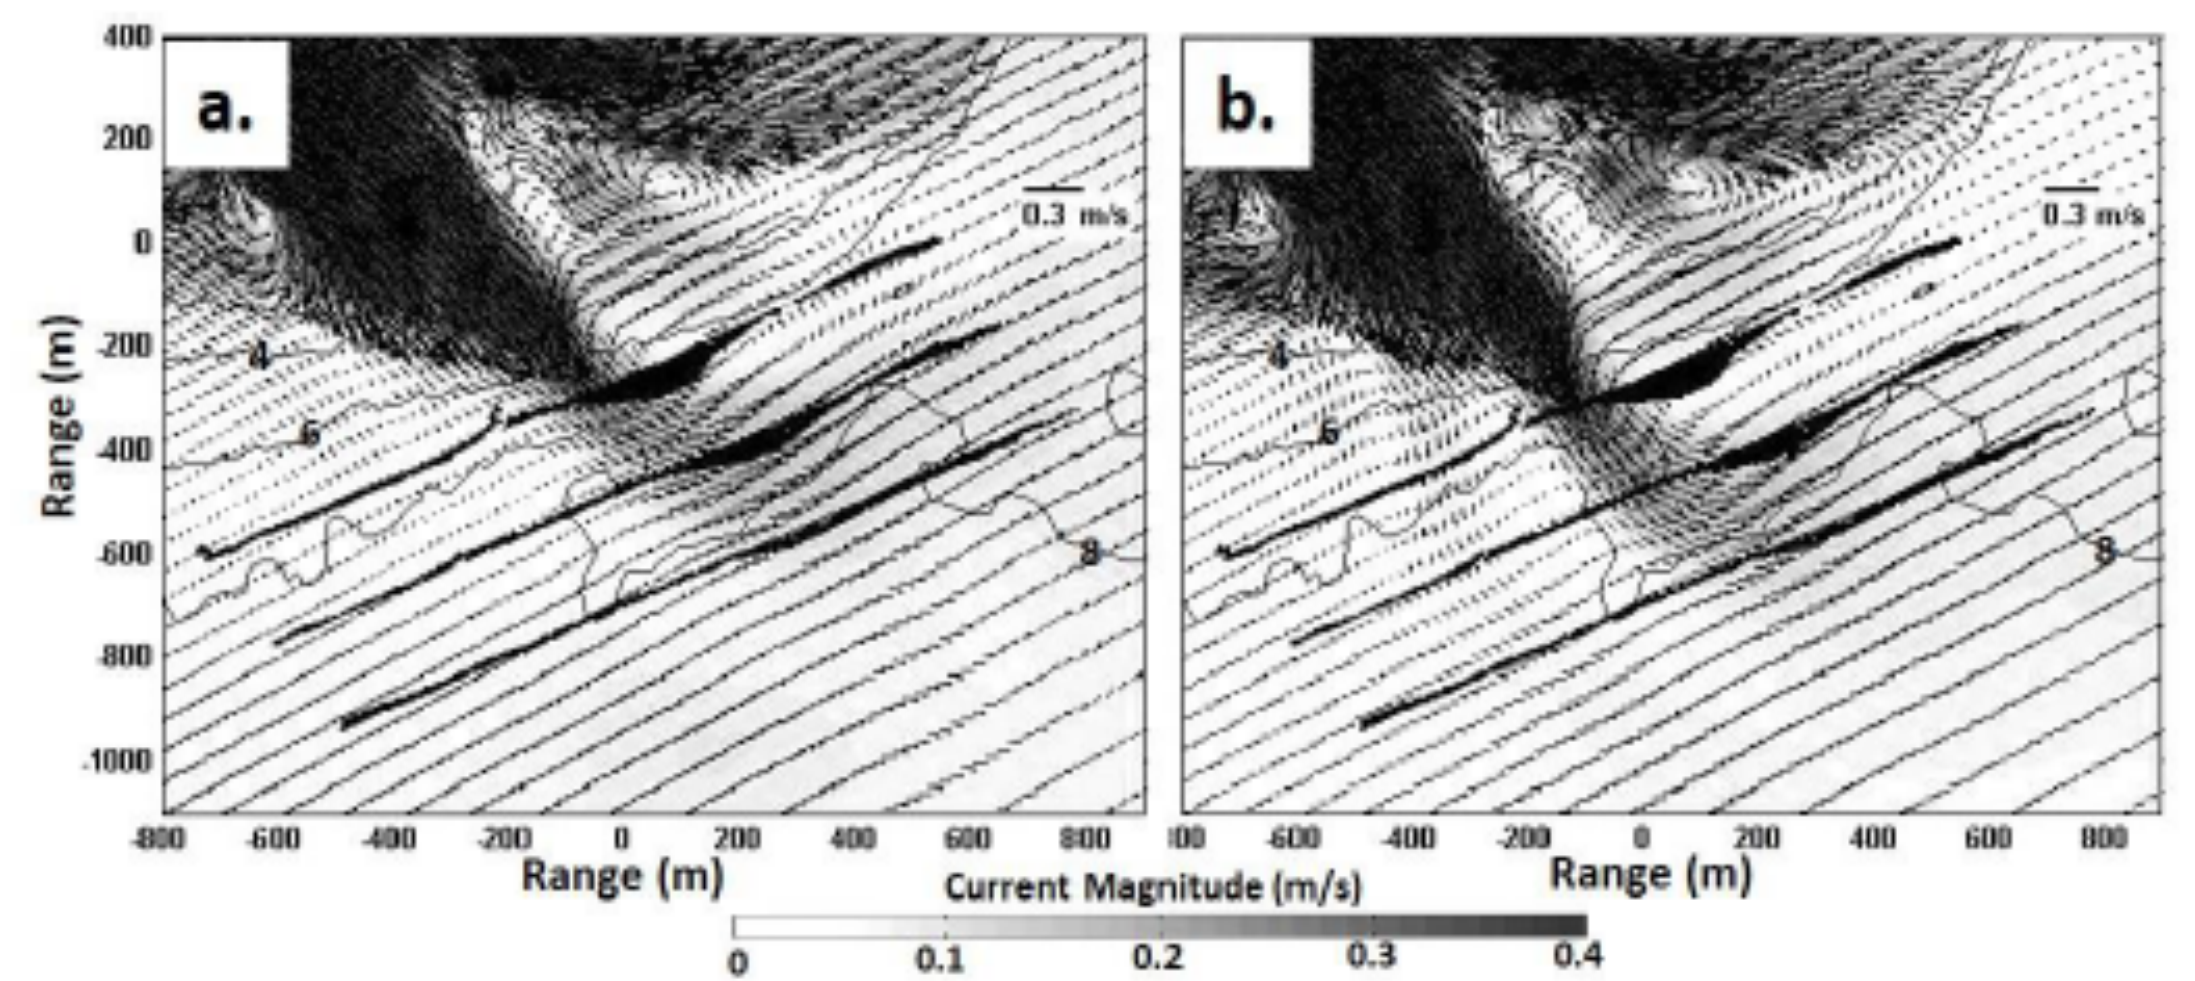 a.
b.
400
200
0
-200
-400
-600
-800
-1000
Range (m)
0.3 m/s
0.3 m/s
4
6
8
4
6
8
-800 -600 -400 -200 0 200 400 600 800
00 -600 -400 -200 0 200 400 600 800
Range (m)
Range (m)
Current Magnitude (m/s)
0 0.1 0.2 0.3 0.4